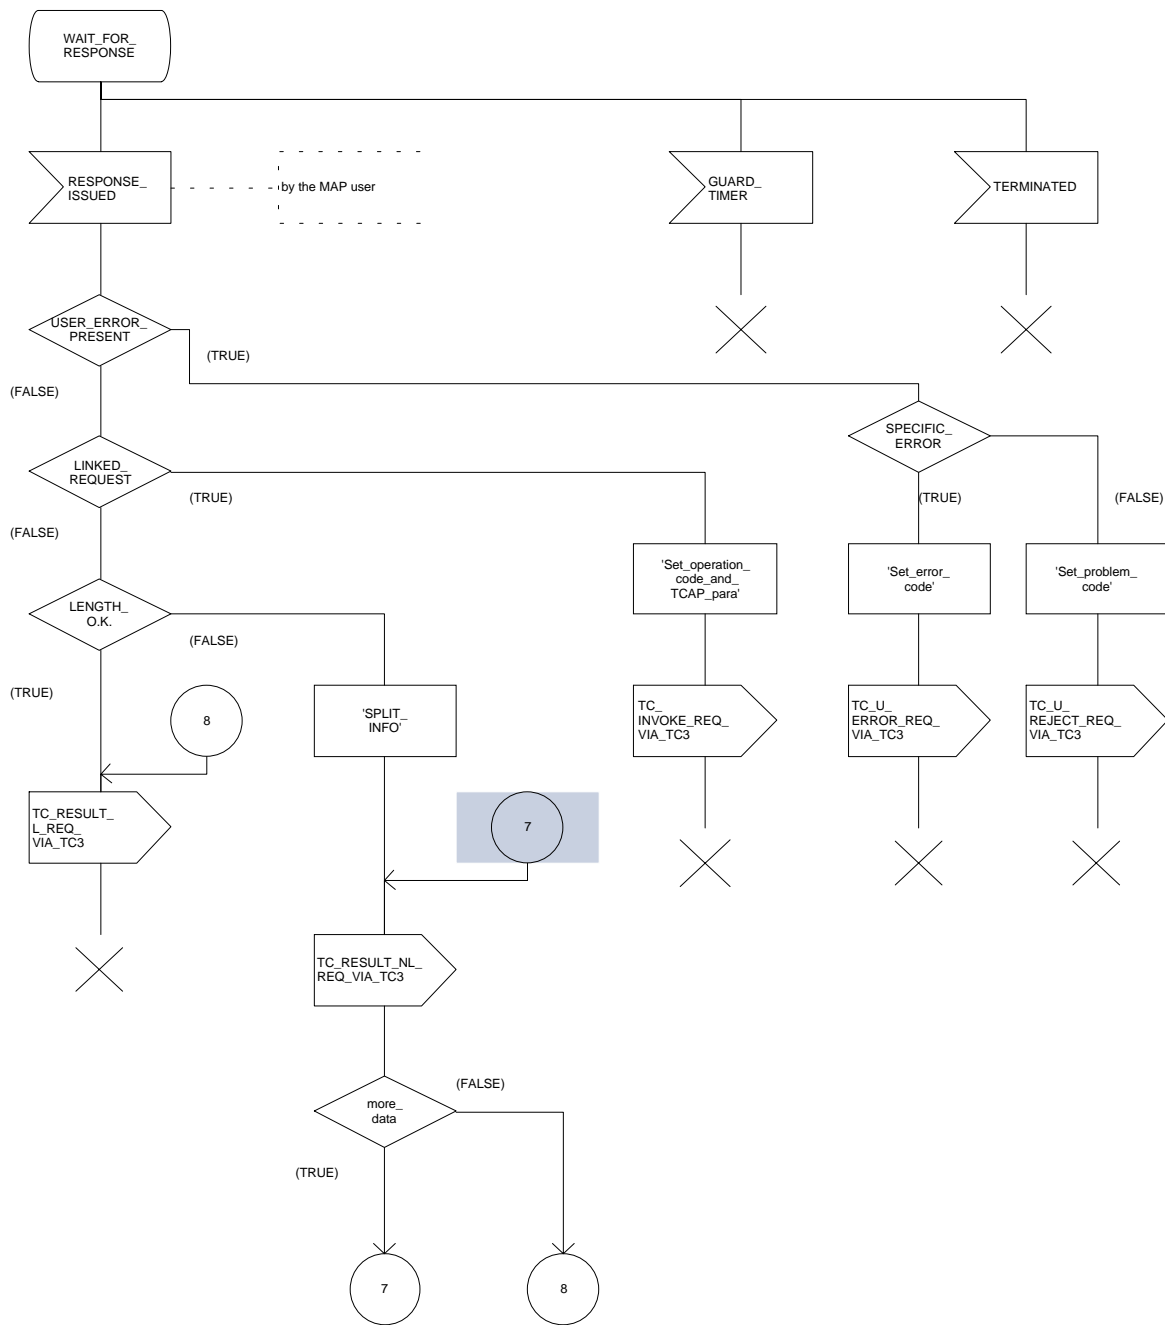 WAIT_FOR_
RESPONSE
RESPONSE_
ISSUED
by the MAP user
GUARD_
TIMER
TERMINATED
USER_ERROR_
PRESENT
(TRUE)
(FALSE)
SPECIFIC_
ERROR
LINKED_
REQUEST
(TRUE)
(TRUE)
(FALSE)
(FALSE)
'Set_operation_
code_and_
TCAP_para'
'Set_error_
code'
'Set_problem_
code'
LENGTH_
O.K.
(FALSE)
(TRUE)
8
'SPLIT_
INFO'
TC_
INVOKE_REQ_
VIA_TC3
TC_U_
ERROR_REQ_
VIA_TC3
TC_U_
REJECT_REQ_
VIA_TC3
TC_RESULT_
L_REQ_
VIA_TC3
7
TC_RESULT_NL_
REQ_VIA_TC3
(FALSE)
more_
data
(TRUE)
7
8